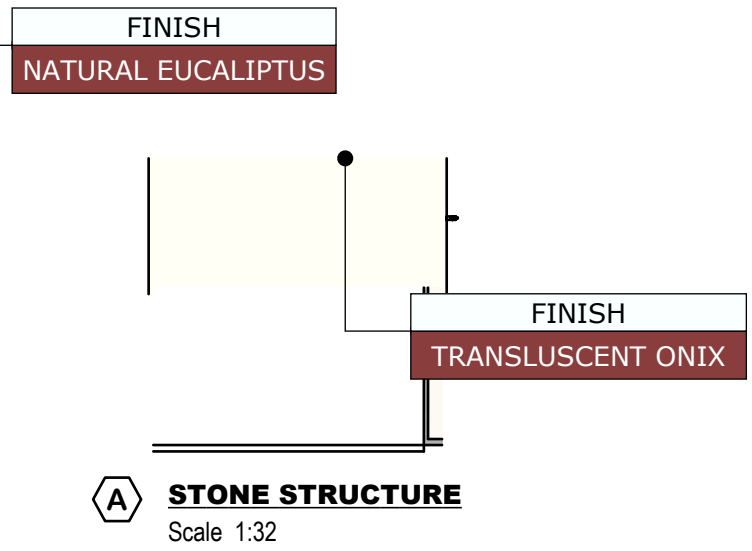 FINISH
NATURAL EUCALIPTUS
FINISH
TRANSLUSCENT ONIX
A
STONE STRUCTURE
Scale 1:32